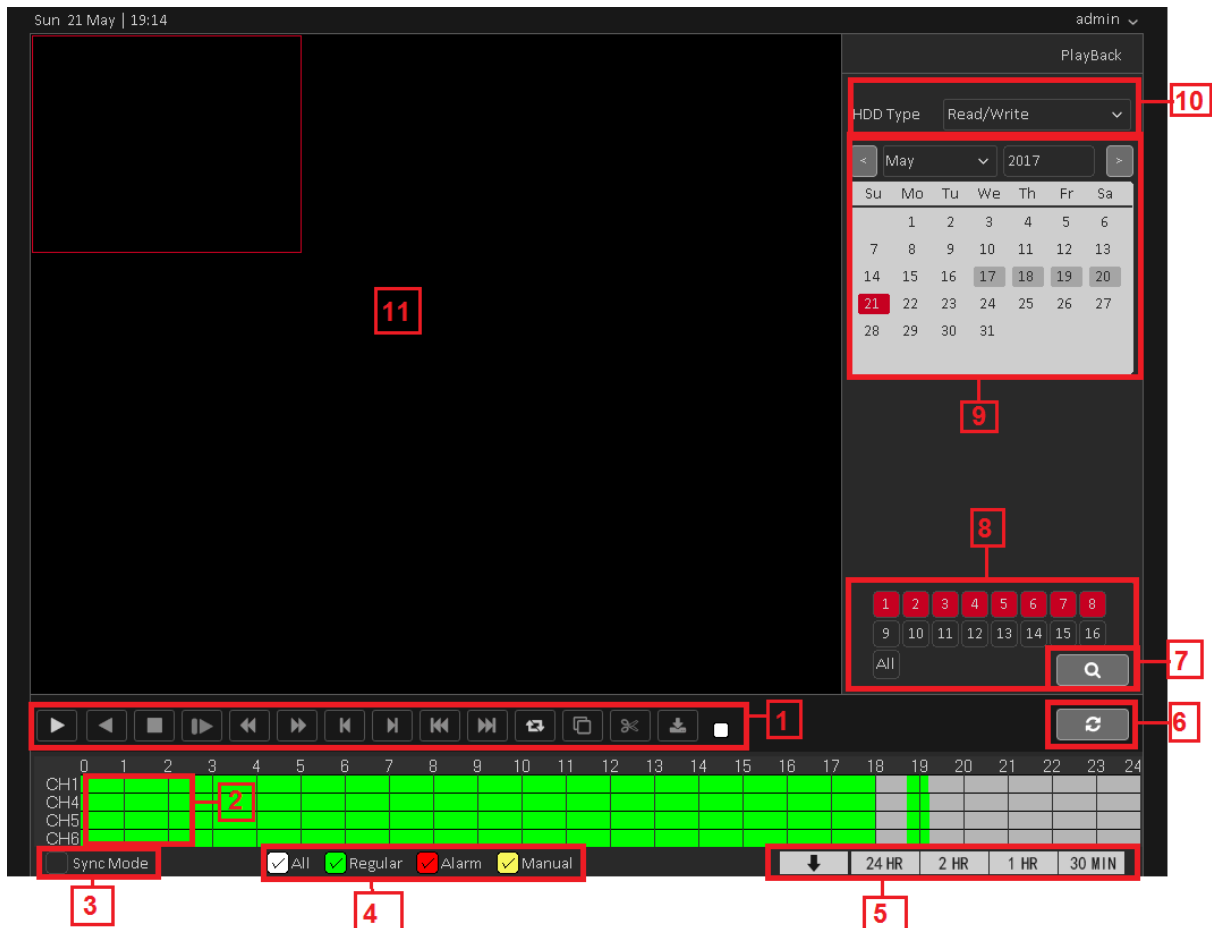 Sun 21 May | 19:14
admin
PlayBack
10
HDD Type Read/Write
< May 2017 >
Su Mo Tu We Th Fr Sa
1 2 3 4 5 6
7 8 9 10 11 12 13
14 15 16 17 18 19 20
21 22 23 24 25 26 27
28 29 30 31
11
9
8
1 2 3 4 5 6 7 8
9 10 11 12 13 14 15 16
All
7
1
6
0 1 2 3 4 5 6 7 8 9 10 11 12 13 14 15 16 17 18 19 20 21 22 23 24
CH1
CH4
CH5
CH6
2
Sync Mode
All Regular Alarm Manual
24 HR 2 HR 1 HR 30 MIN
3
4
5